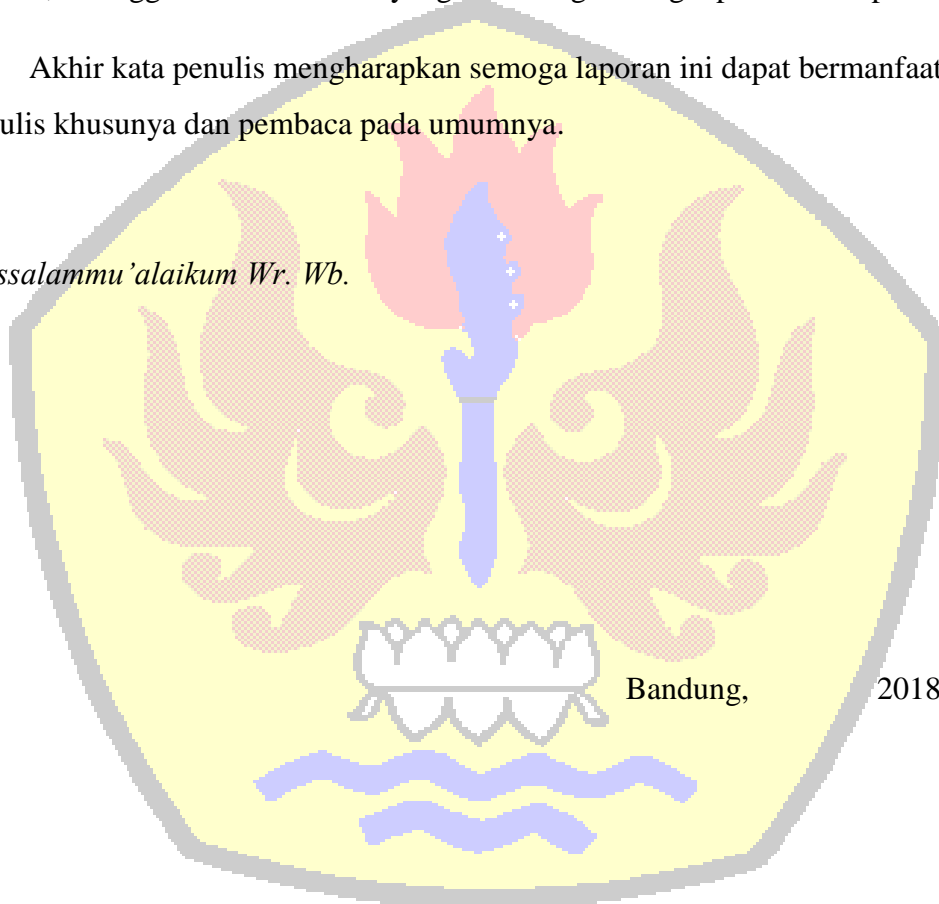 Akhir kata penulis mengharapkan semoga laporan ini dapat bermanfaat
ulis khusunya dan pembaca pada umumnya.
ssalammu’alaikum Wr. Wb.
Bandung, 2018